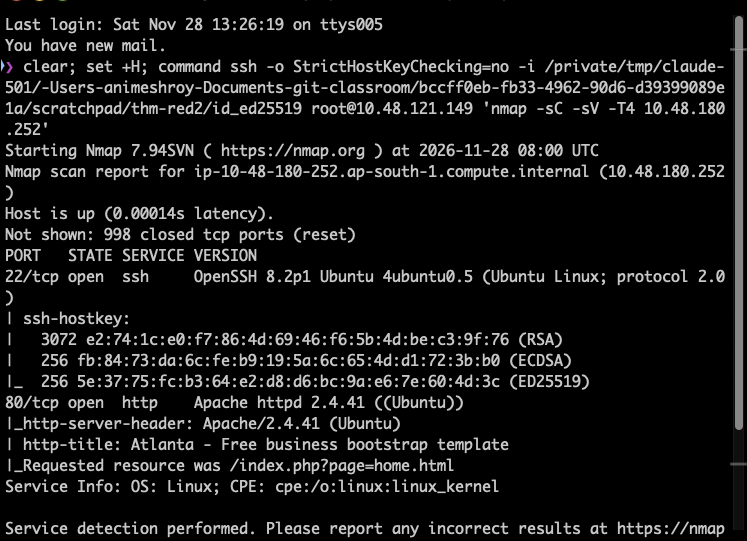 Last login: Sat Nov 28 13:26:19 on ttys005
You have new mail.
❯ clear; set +H; command ssh -o StrictHostKeyChecking=no -i /private/tmp/claude-
501/-Users-animeshroy-Documents-git-classroom/bccff0eb-fb33-4962-90d6-d39399089e
1a/scratchpad/thm-red2/id_ed25519 root@10.48.121.149 'nmap -sC -sV -T4 10.48.180
.252'
Starting Nmap 7.94SVN ( https://nmap.org ) at 2026-11-28 08:00 UTC
Nmap scan report for ip-10-48-180-252.ap-south-1.compute.internal (10.48.180.252
)
Host is up (0.00014s latency).
Not shown: 998 closed tcp ports (reset)
PORT   STATE SERVICE VERSION
22/tcp open  ssh     OpenSSH 8.2p1 Ubuntu 4ubuntu0.5 (Ubuntu Linux; protocol 2.0
)
| ssh-hostkey:
|   3072 e2:74:1c:e0:f7:86:4d:69:46:f6:5b:4d:be:c3:9f:76 (RSA)
|   256 fb:84:73:da:6c:fe:b9:19:5a:6c:65:4d:d1:72:3b:b0 (ECDSA)
|_  256 5e:37:75:fc:b3:64:e2:d8:d6:bc:9a:e6:7e:60:4d:3c (ED25519)
80/tcp open  http    Apache httpd 2.4.41 ((Ubuntu))
|_http-server-header: Apache/2.4.41 (Ubuntu)
| http-title: Atlanta - Free business bootstrap template
|_Requested resource was /index.php?page=home.html
Service Info: OS: Linux; CPE: cpe:/o:linux:linux_kernel

Service detection performed. Please report any incorrect results at https://nmap